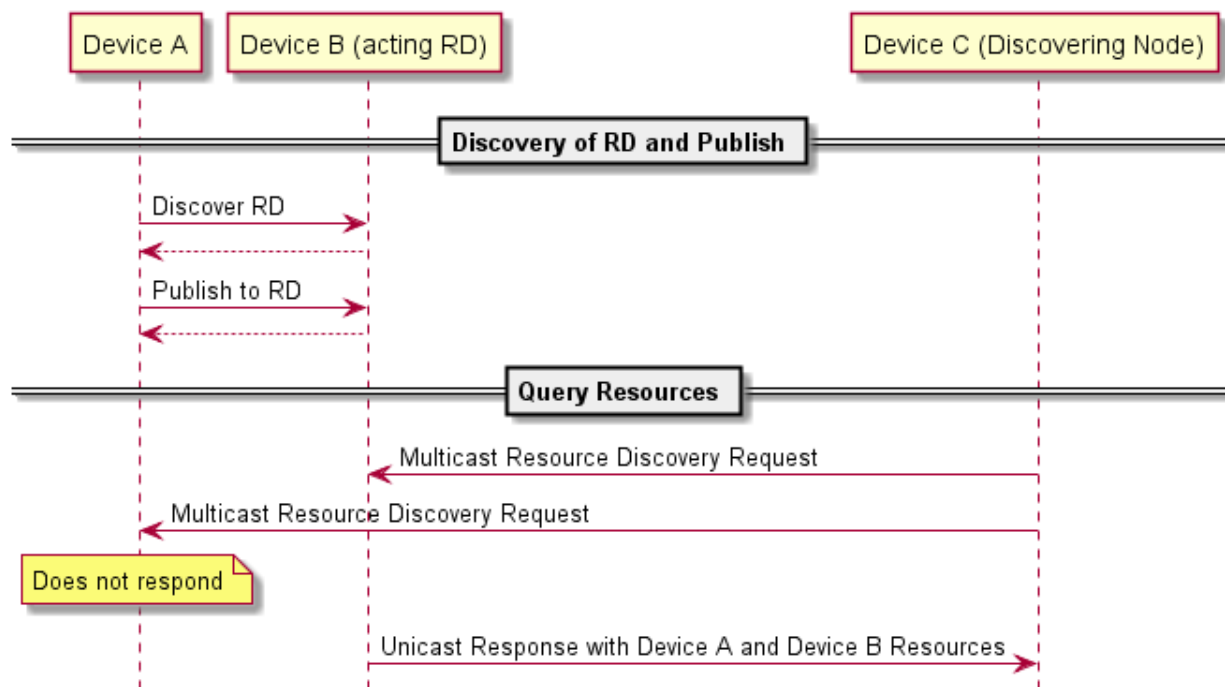 Device A
Device B (acting RD)
Device C (Discovering Node)
Discovery of RD and Publish
Discover RD
Publish to RD
Query Resources
Multicast Resource Discovery Request
Multicast Resource Discovery Request
Does not respond
Unicast Response with Device A and Device B Resources